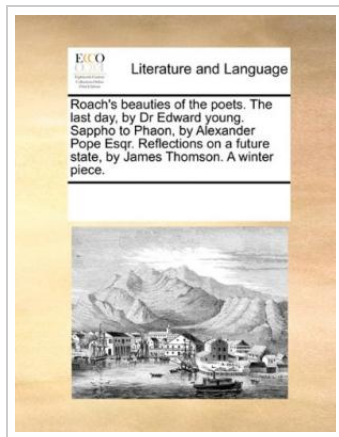 ECCO
Literature and Language
Roach's beauties of the poets. The
last day, by Dr Edward young.
Sappho to Phaon, by Alexander
Pope Esqr. Reflections on a future
state, by James Thomson. A winter
piece.